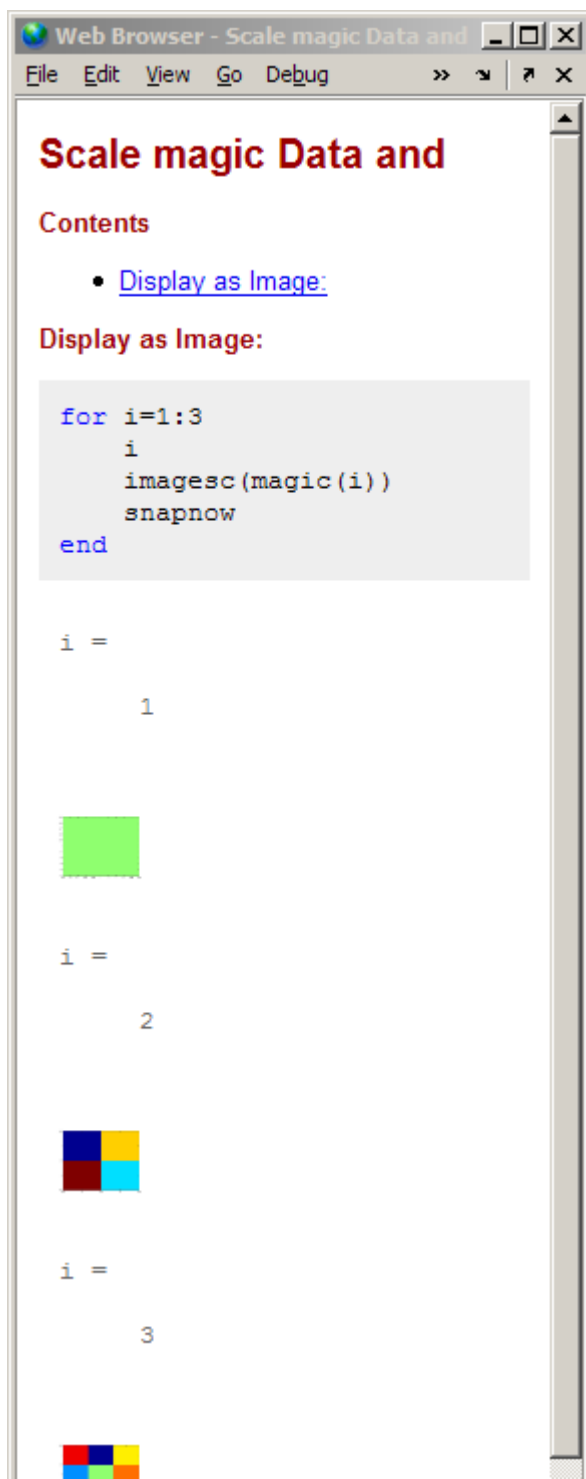 Web Browser - Scale magic Data and
File Edit View Go Debug
Scale magic Data and
Contents
• Display as Image:
Display as Image:
for i=1:3
    i
    imagesc(magic(i))
    snapnow
end
i =
1
i =
2
i =
3